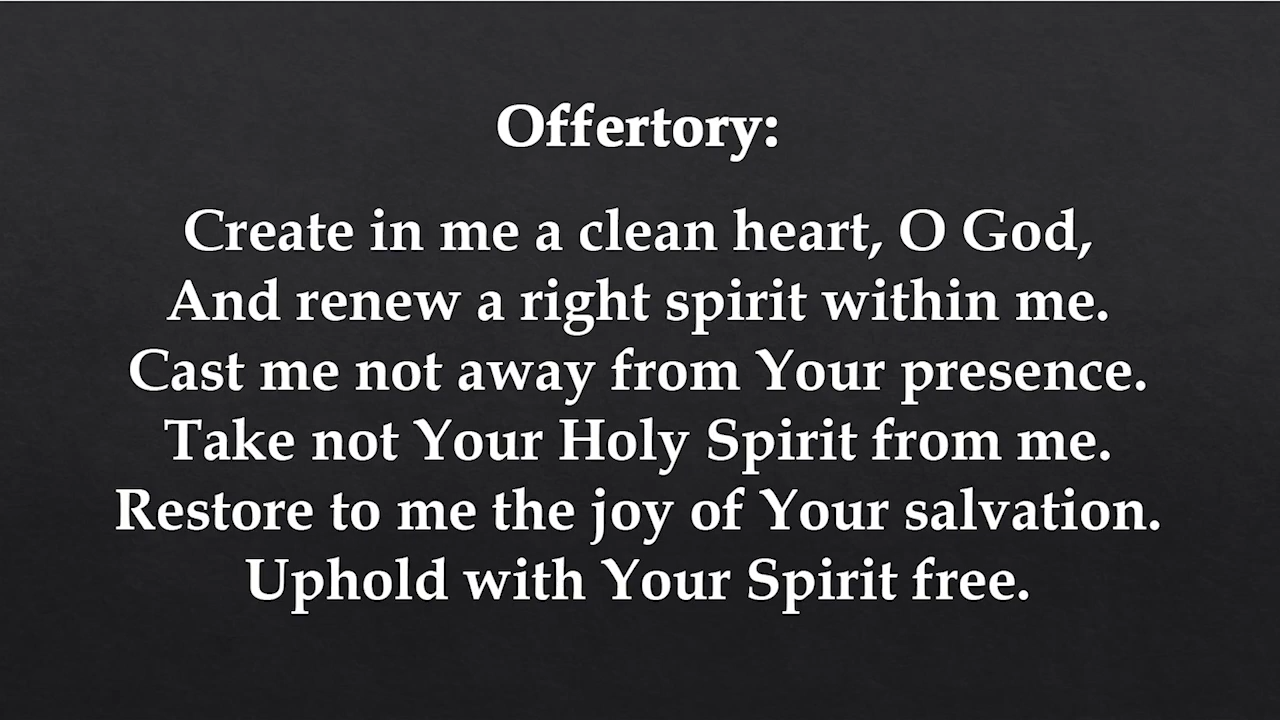 Offertory:
Create in me a clean heart, O God,
And renew a right spirit within me.
Cast me not away from Your presence.
Take not Your Holy Spirit from me.
Restore to me the joy of Your salvation.
Uphold with Your Spirit free.